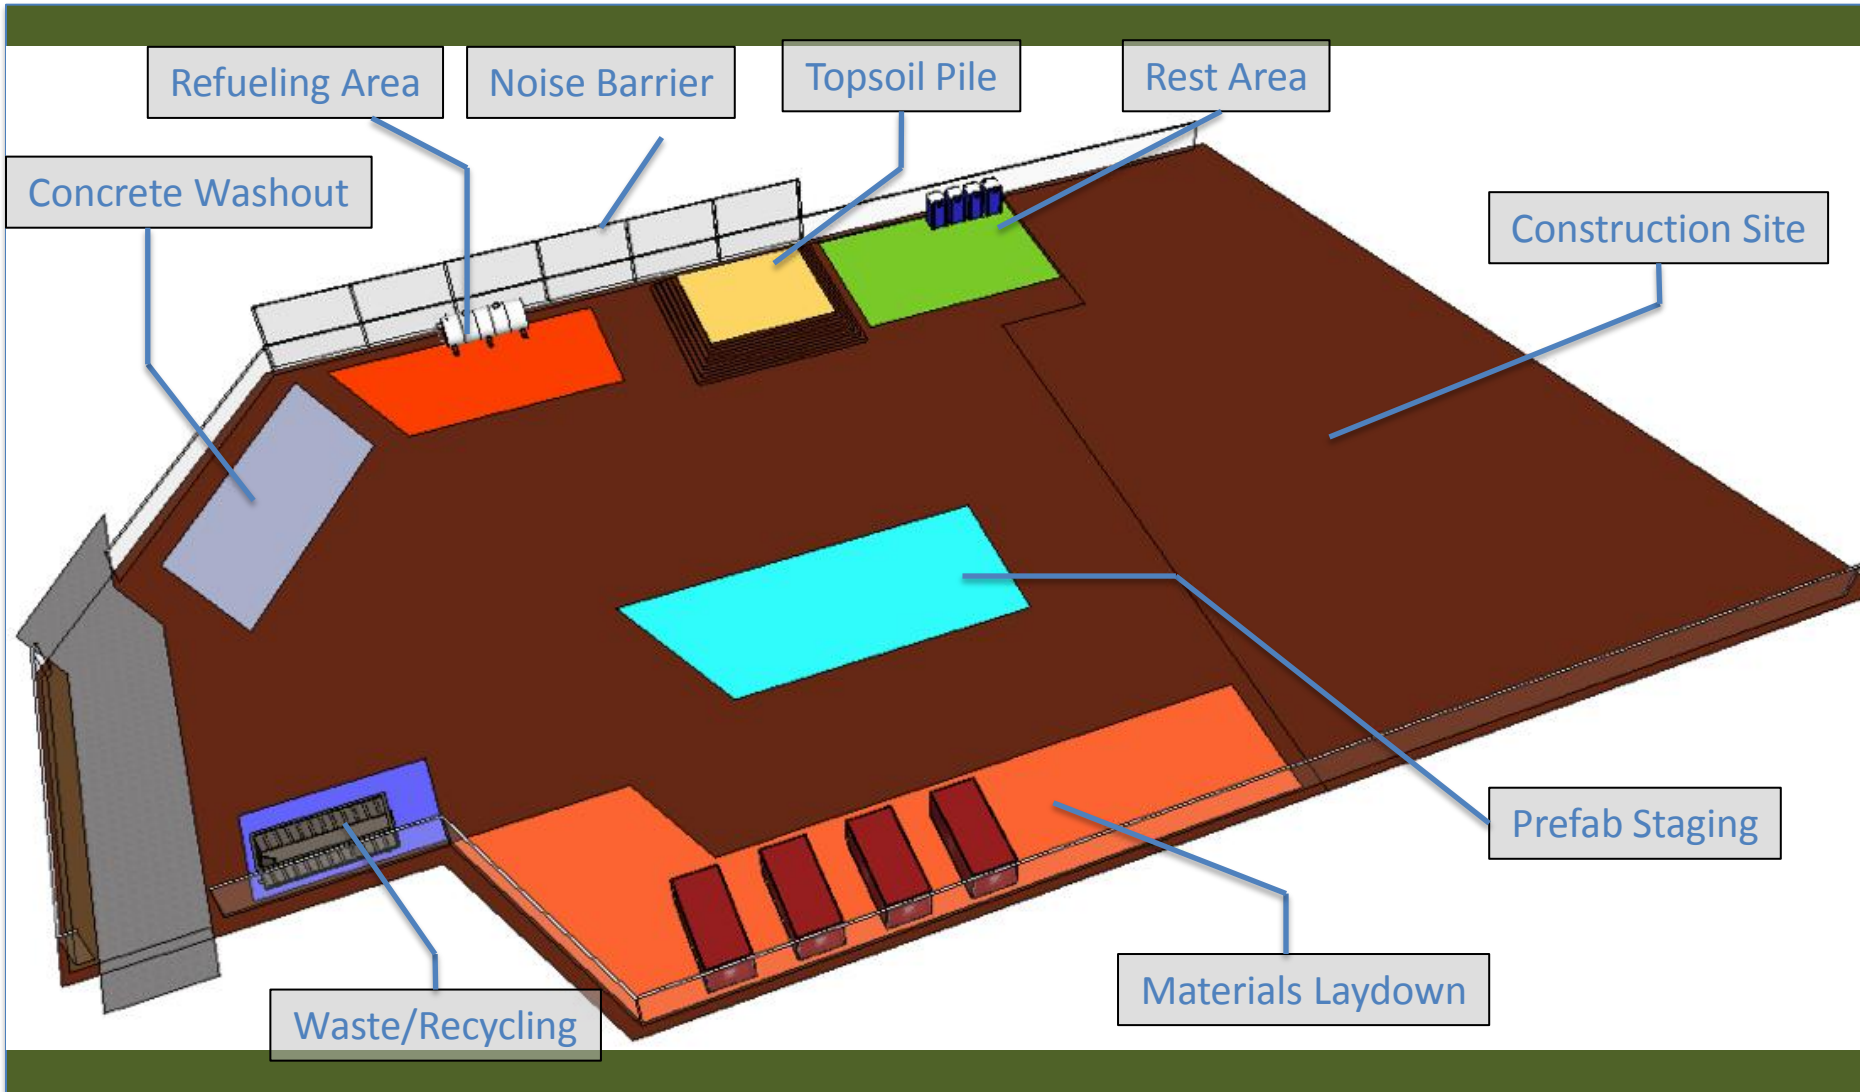 Refueling Area
Noise Barrier
Topsoil Pile
Rest Area
Concrete Washout
Construction Site
Prefab Staging
Materials Laydown
Waste/Recycling